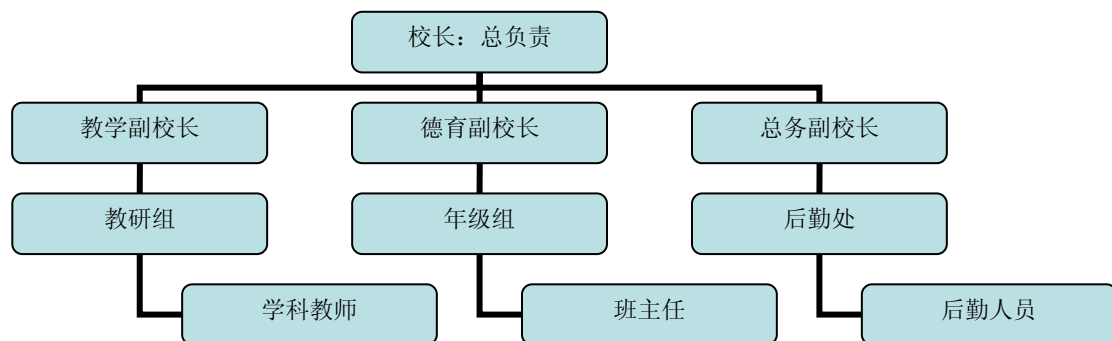 校长：总负责
教学副校长
德育副校长
总务副校长
教研组
年级组
后勤处
学科教师
班主任
后勤人员